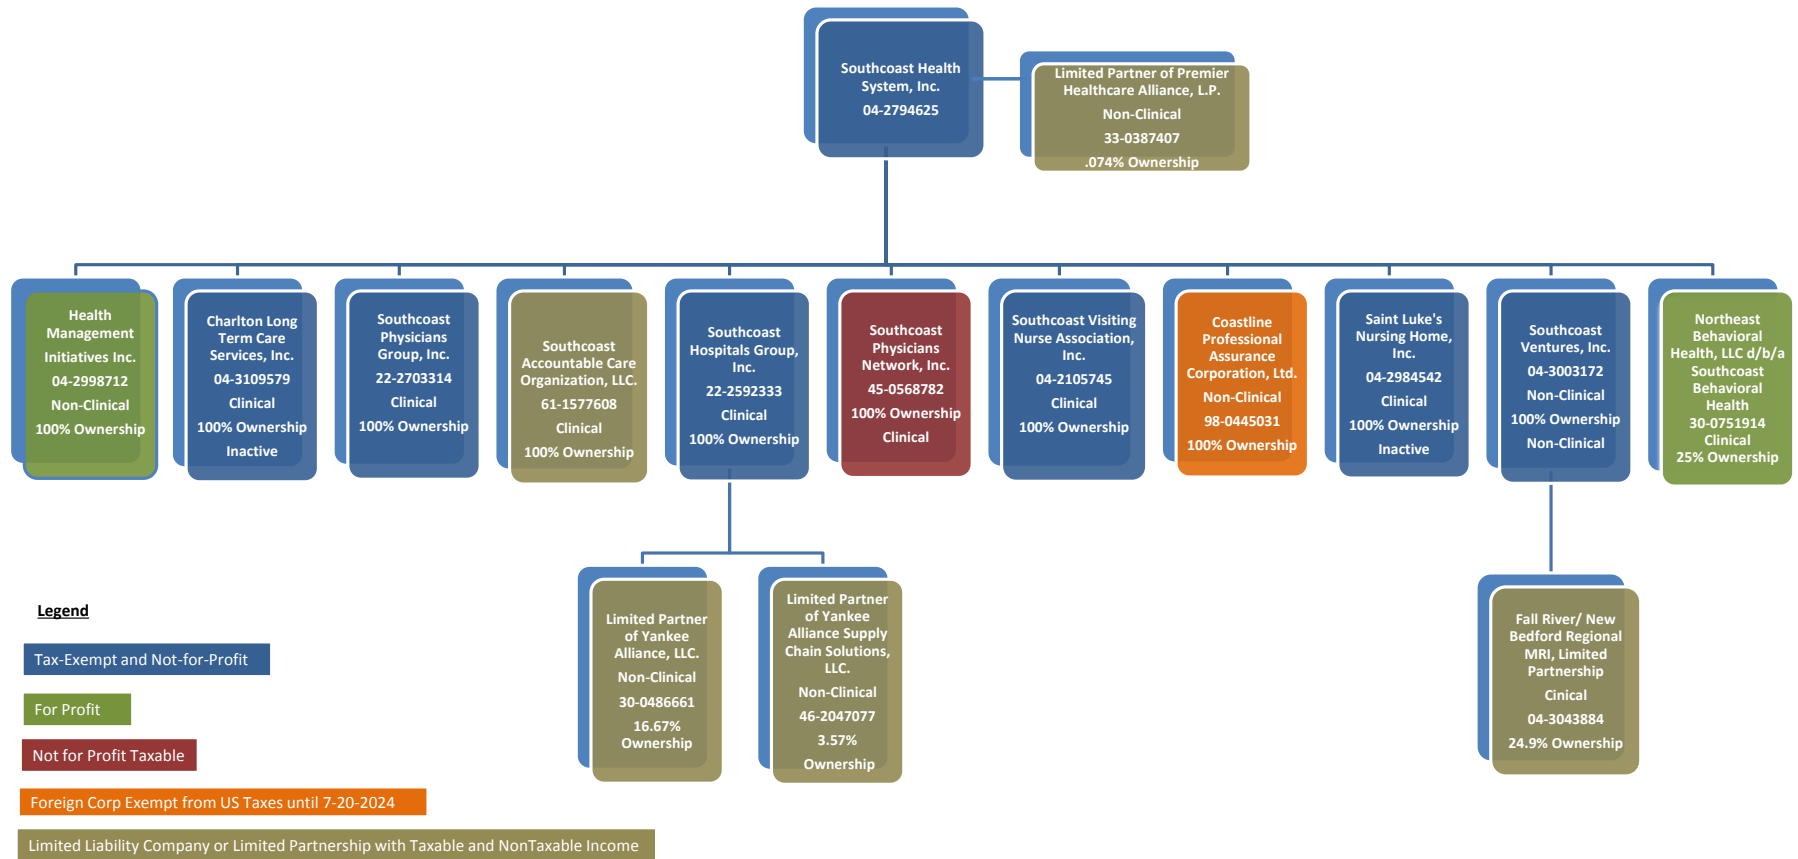 Southcoast Health
System, Inc.
04-2794625
Limited Partner of Premier
Healthcare Alliance, L.P.
Non-Clinical
33-0387407
.074% Ownership
Health
Management
Initiatives Inc.
04-2998712
Non-Clinical
100% Ownership
Charlton Long
Term Care
Services, Inc.
04-3109579
Clinical
100% Ownership
Inactive
Southcoast
Physicians
Group, Inc.
22-2703314
Clinical
100% Ownership
Southcoast
Accountable Care
Organization, LLC.
61-1577608
Clinical
100% Ownership
Southcoast
Hospitals Group,
Inc.
22-2592333
Clinical
100% Ownership
Southcoast
Physicians
Network, Inc.
45-0568782
100% Ownership
Clinical
Southcoast Visiting
Nurse Association,
Inc.
04-2105745
Clinical
100% Ownership
Coastline
Professional
Assurance
Corporation, Ltd.
Non-Clinical
98-0445031
100% Ownership
Saint Luke's
Nursing Home,
Inc.
04-2984542
Clinical
100% Ownership
Inactive
Southcoast
Ventures, Inc.
04-3003172
Non-Clinical
100% Ownership
Non-Clinical
Northeast
Behavioral
Health, LLC d/b/a
Southcoast
Behavioral
Health
30-0751914
Clinical
25% Ownership
Limited Partner
of Yankee
Alliance, LLC.
Non-Clinical
30-0486661
16.67%
Ownership
Limited Partner
of Yankee
Alliance Supply
Chain Solutions,
LLC.
Non-Clinical
46-2047077
3.57%
Ownership
Fall River/ New
Bedford Regional
MRI, Limited
Partnership
Cinical
04-3043884
24.9% Ownership
Legend
Tax-Exempt and Not-for-Profit
For Profit
Not for Profit Taxable
Foreign Corp Exempt from US Taxes until 7-20-2024
Limited Liability Company or Limited Partnership with Taxable and NonTaxable Income